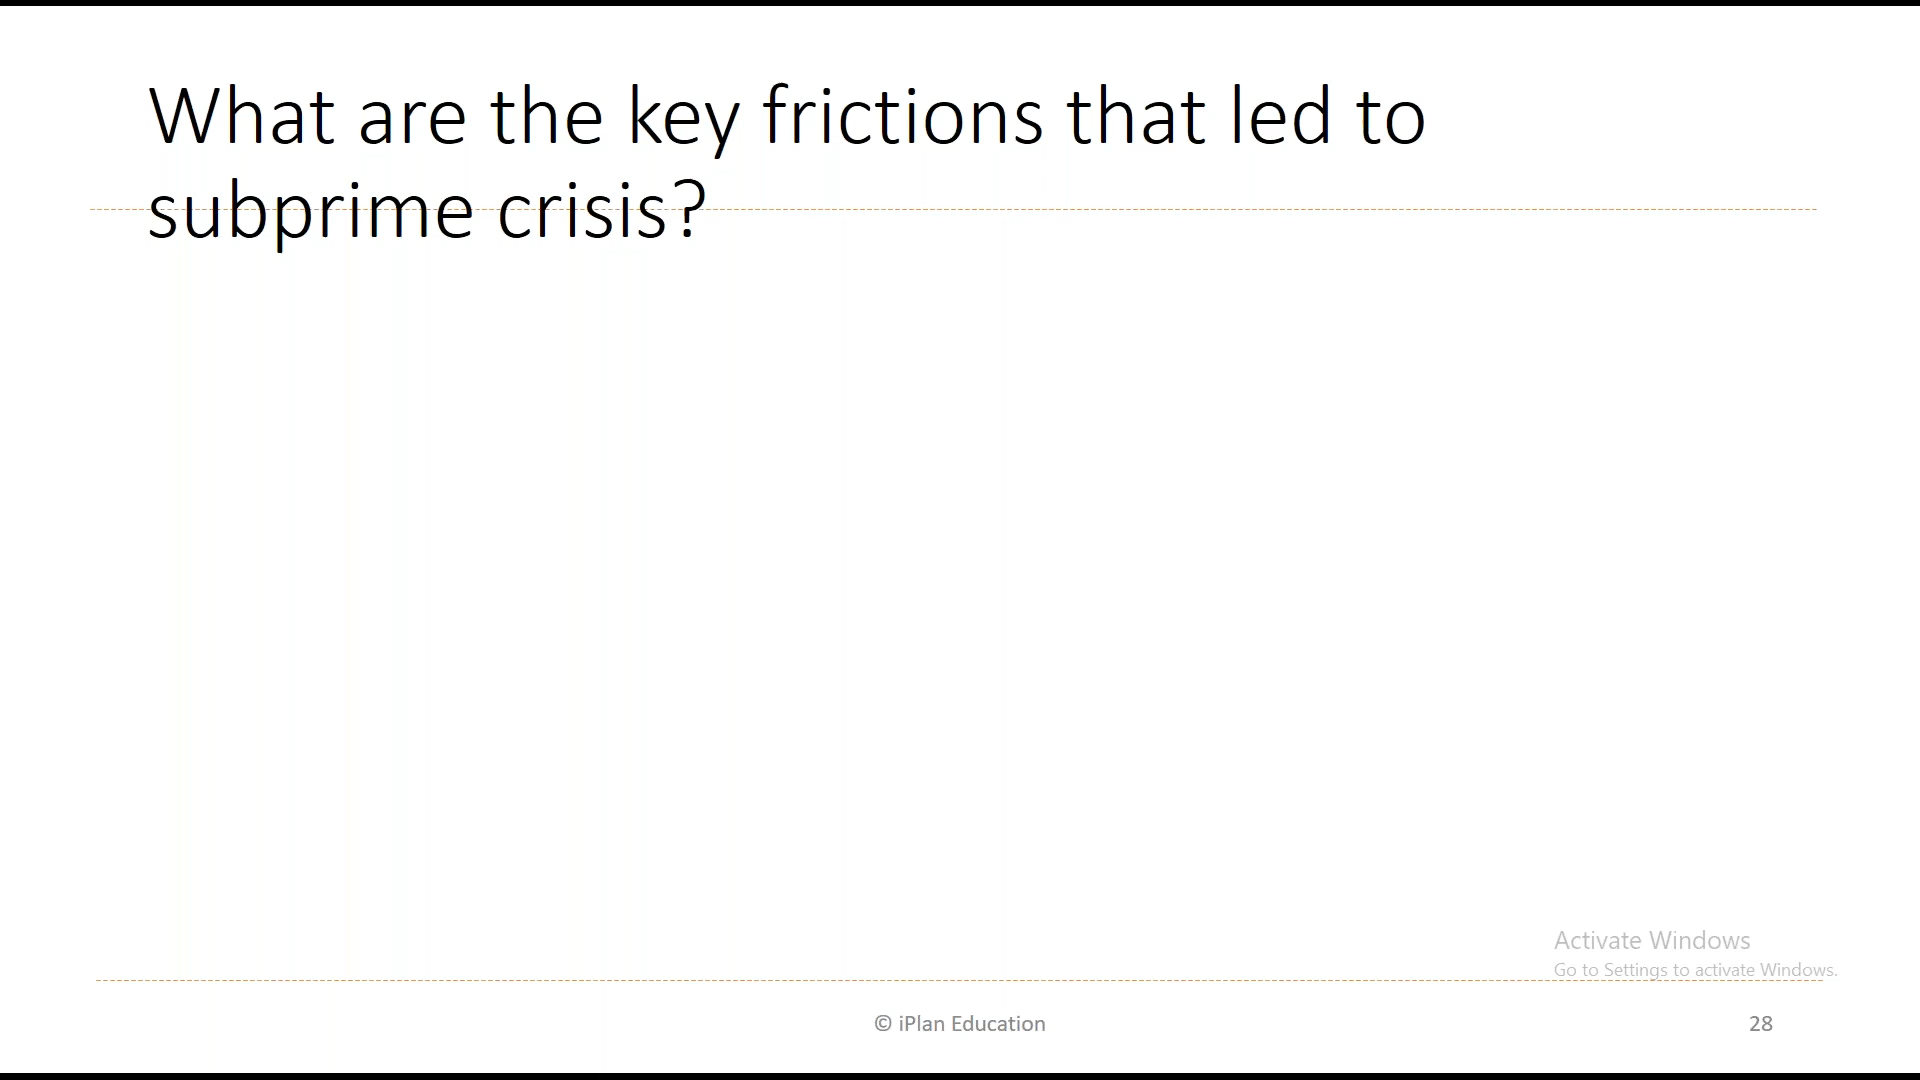 What are the key frictions that led to
subprime crisis?
Activate Windows
Go to Settings to activate Windows.
© iPlan Education
28